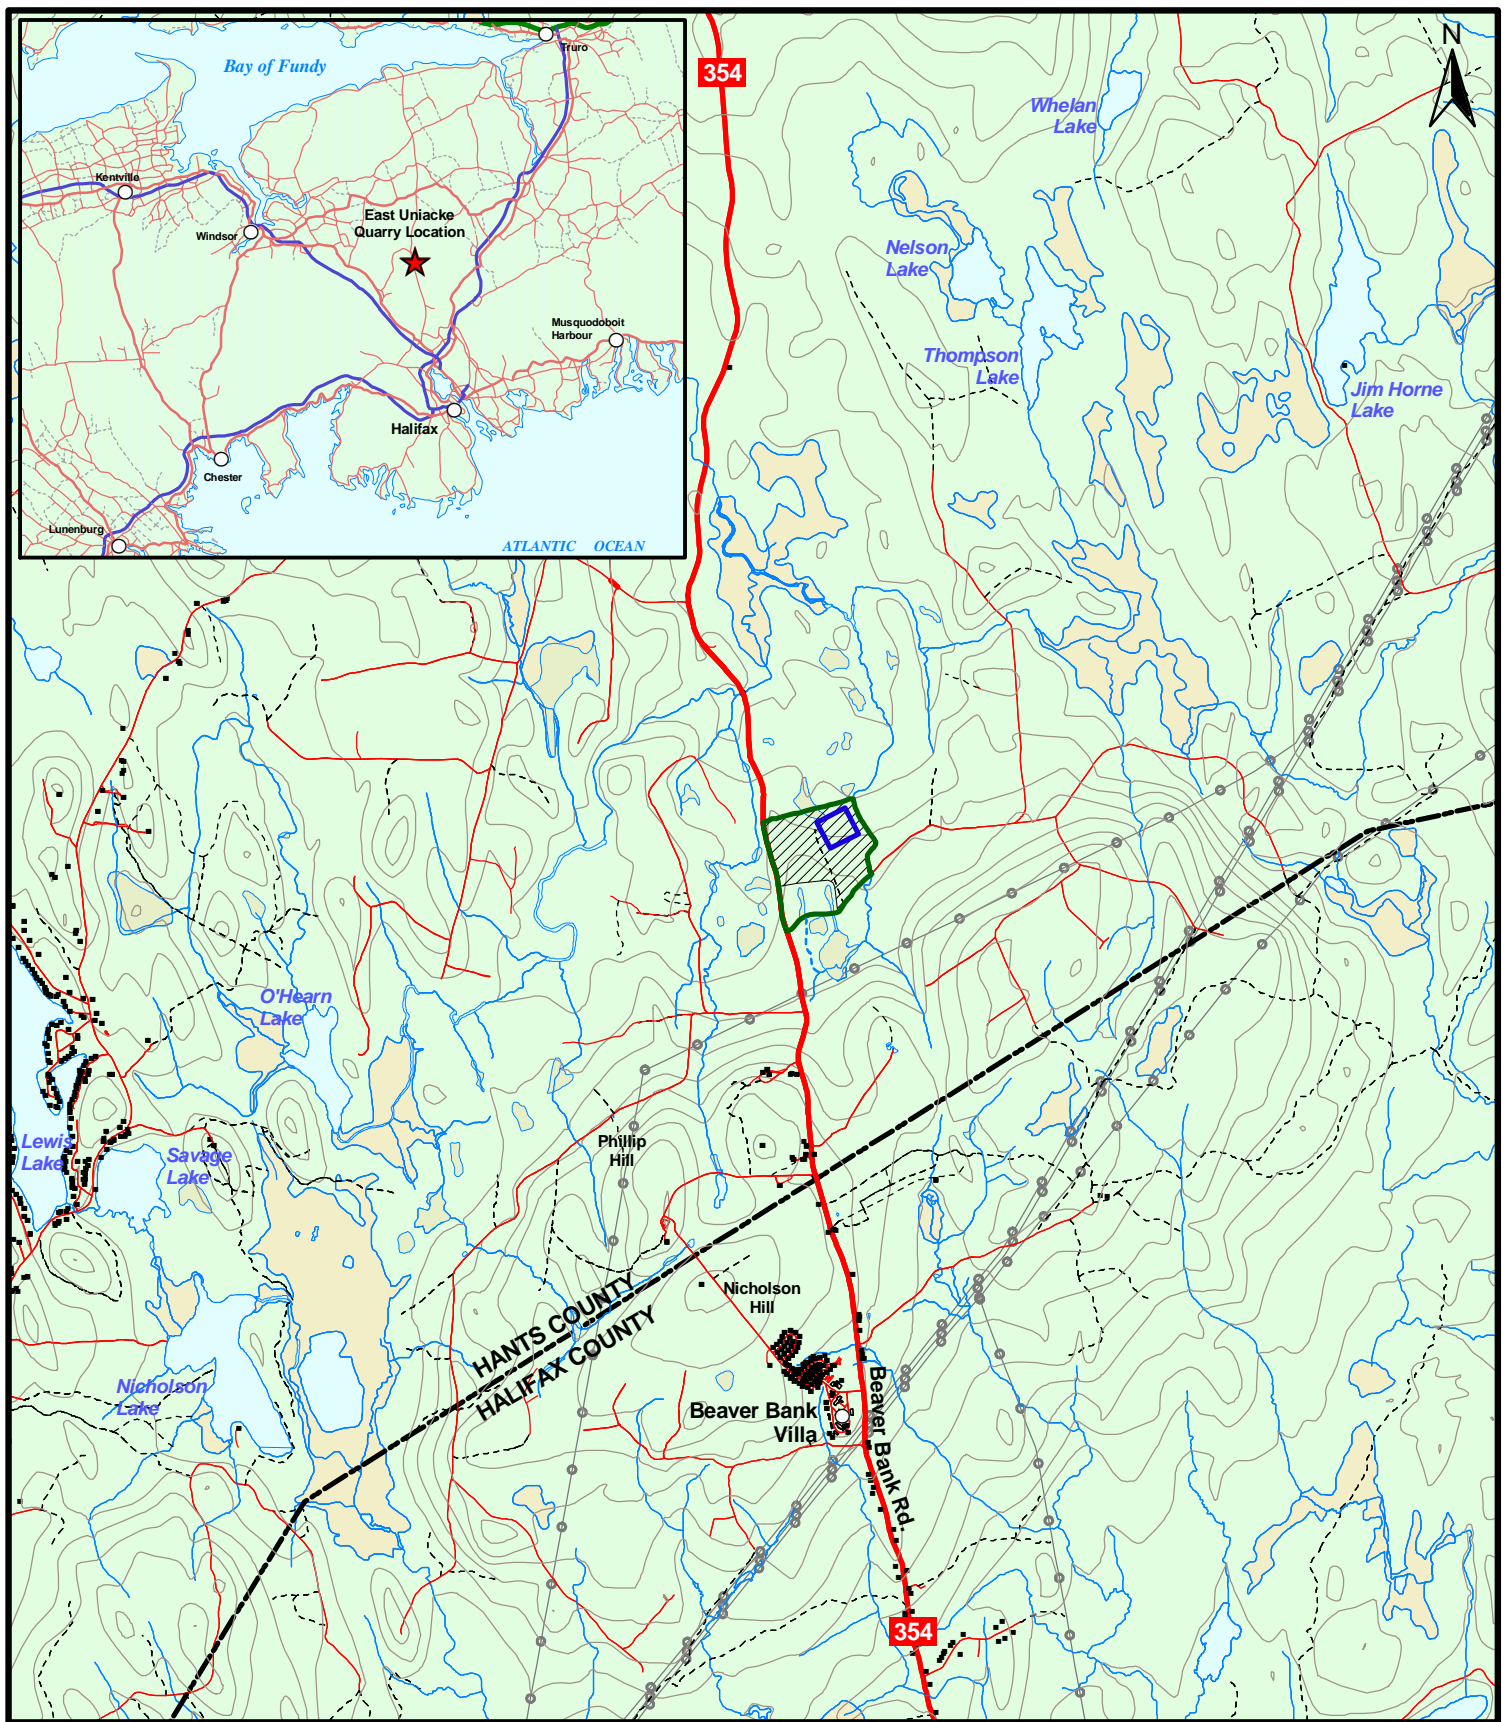 Bay of Fundy
Truro
Kentville
Windsor
East Uniacke
Quarry Location
Musquodoboit
Harbour
Halifax
Chester
Lunenburg
ATLANTIC OCEAN
354
N
Whelan
Lake
Nelson
Lake
Thompson
Lake
Jim Horne
Lake
O'Hearn
Lake
Lewis
Lake
Savage
Lake
Phillip
Hill
Nicholson
Hill
HANTS COUNTY
HALIFAX COUNTY
Nicholson
Lake
Beaver Bank
Villa
Beaver Bank Rd.
354